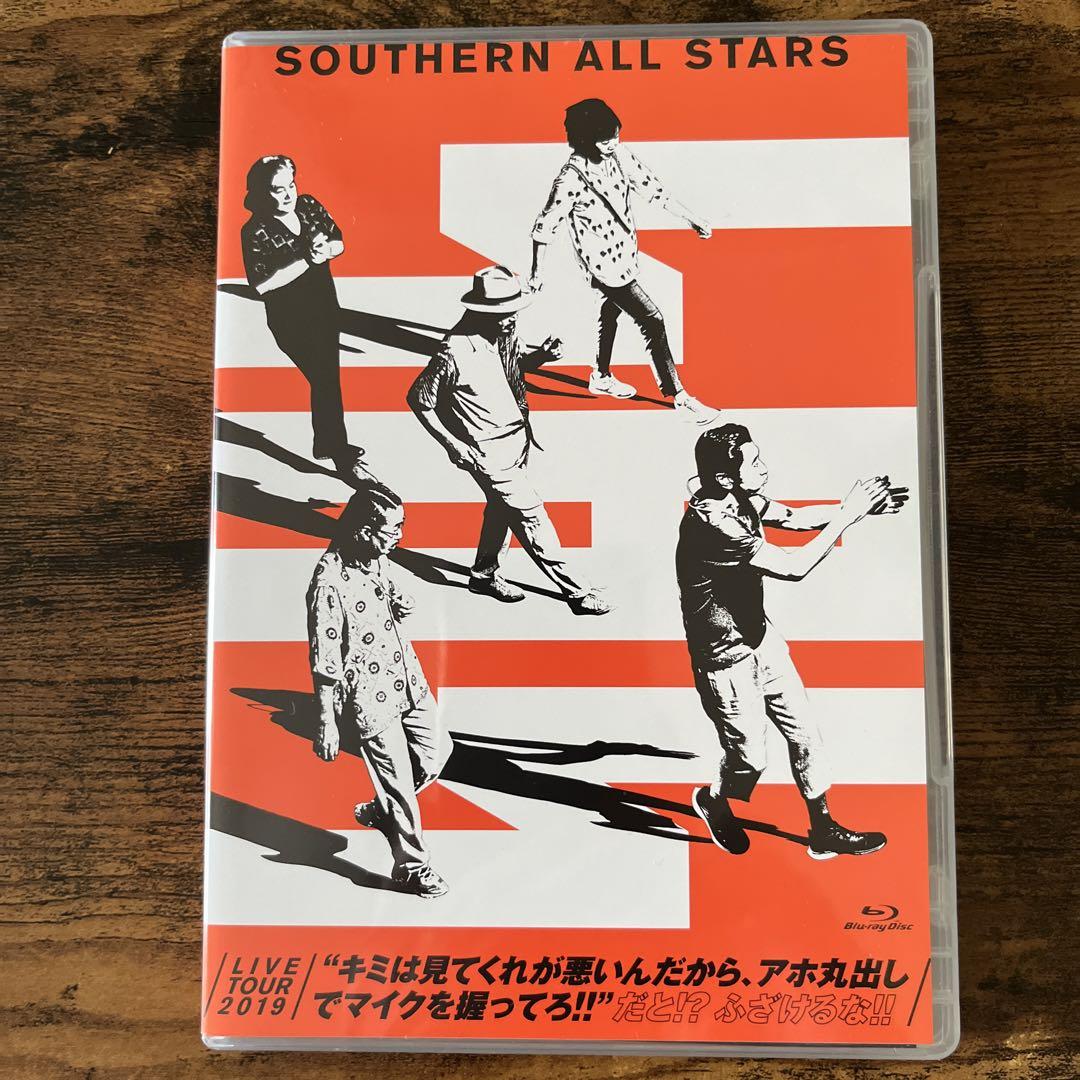 SOUTHERN ALL STARS
Blu-ray Disc
LIVE
TOUR
2019
“キミは見てくれが悪いんだから、アホ丸出し
でマイクを握ってろ!!”だと!? ふざけるな!!